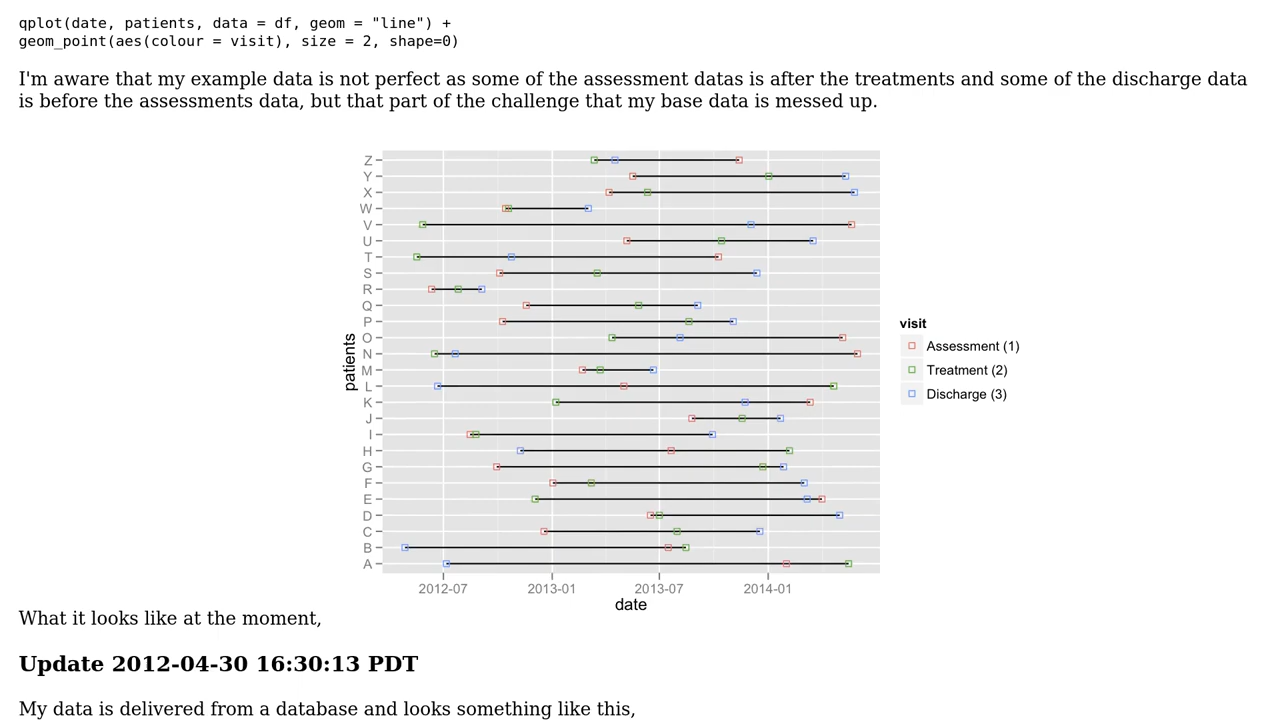 qplot(date, patients, data = df, geom = "line") +
geom_point(aes(colour = visit), size = 2, shape=0)
I'm aware that my example data is not perfect as some of the assessment datas is after the treatments and some of the discharge data
is before the assessments data, but that part of the challenge that my base data is messed up.
patients
Z
Y
X
W
V
U
T
S
R
Q
P
O
N
M
L
K
J
I
H
G
F
E
D
C
B
A
2012-07 2013-01 2013-07 2014-01
date
visit
Assessment (1)
Treatment (2)
Discharge (3)
What it looks like at the moment,
Update 2012-04-30 16:30:13 PDT
My data is delivered from a database and looks something like this,